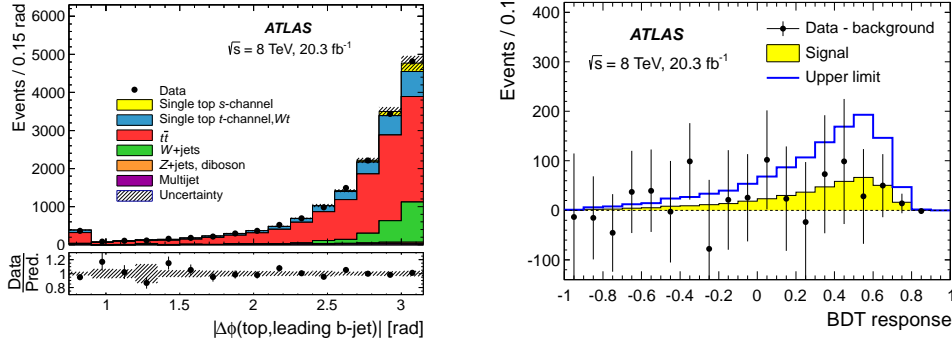 Events / 0.15 rad
6000
5000
4000
3000
2000
1000
0
ATLAS
√s = 8 TeV, 20.3 fb⁻¹
Data
Single top s-channel
Single top t-channel,Wt
tt̄
W+jets
Z+jets, diboson
Multijet
Uncertainty
Data
Pred.
1.2
1
0.8
1 1.5 2 2.5 3
|Δϕ(top,leading b-jet)| [rad]
Events / 0.1
400
300
200
100
0
-100
ATLAS
√s = 8 TeV, 20.3 fb⁻¹
Data - background
Signal
Upper limit
-1 -0.8 -0.6 -0.4 -0.2 0 0.2 0.4 0.6 0.8 1
BDT response